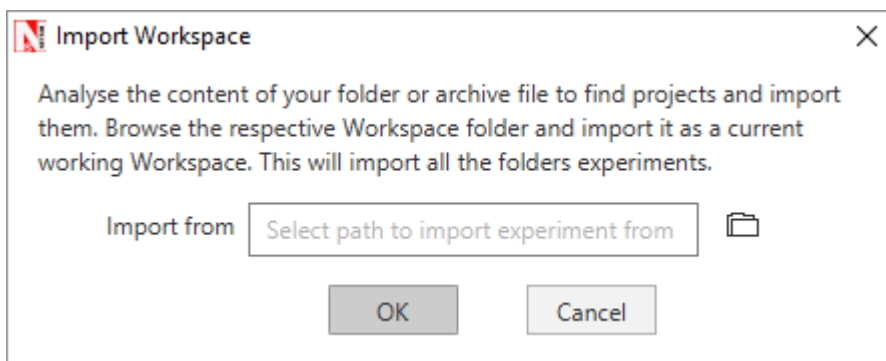 Import Workspace
Analyse the content of your folder or archive file to find projects and import
them. Browse the respective Workspace folder and import it as a current
working Workspace. This will import all the folders experiments.
Import from Select path to import experiment from
OK Cancel